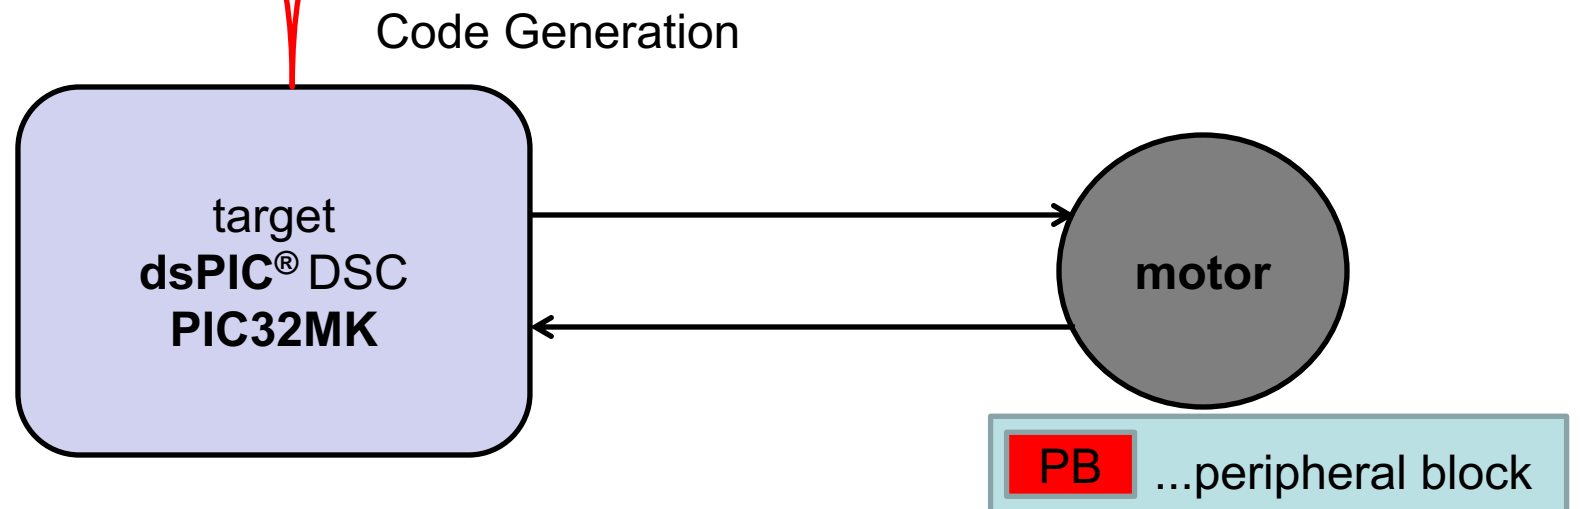 Code Generation
target
dsPIC® DSC
PIC32MK
motor
PB ...peripheral block